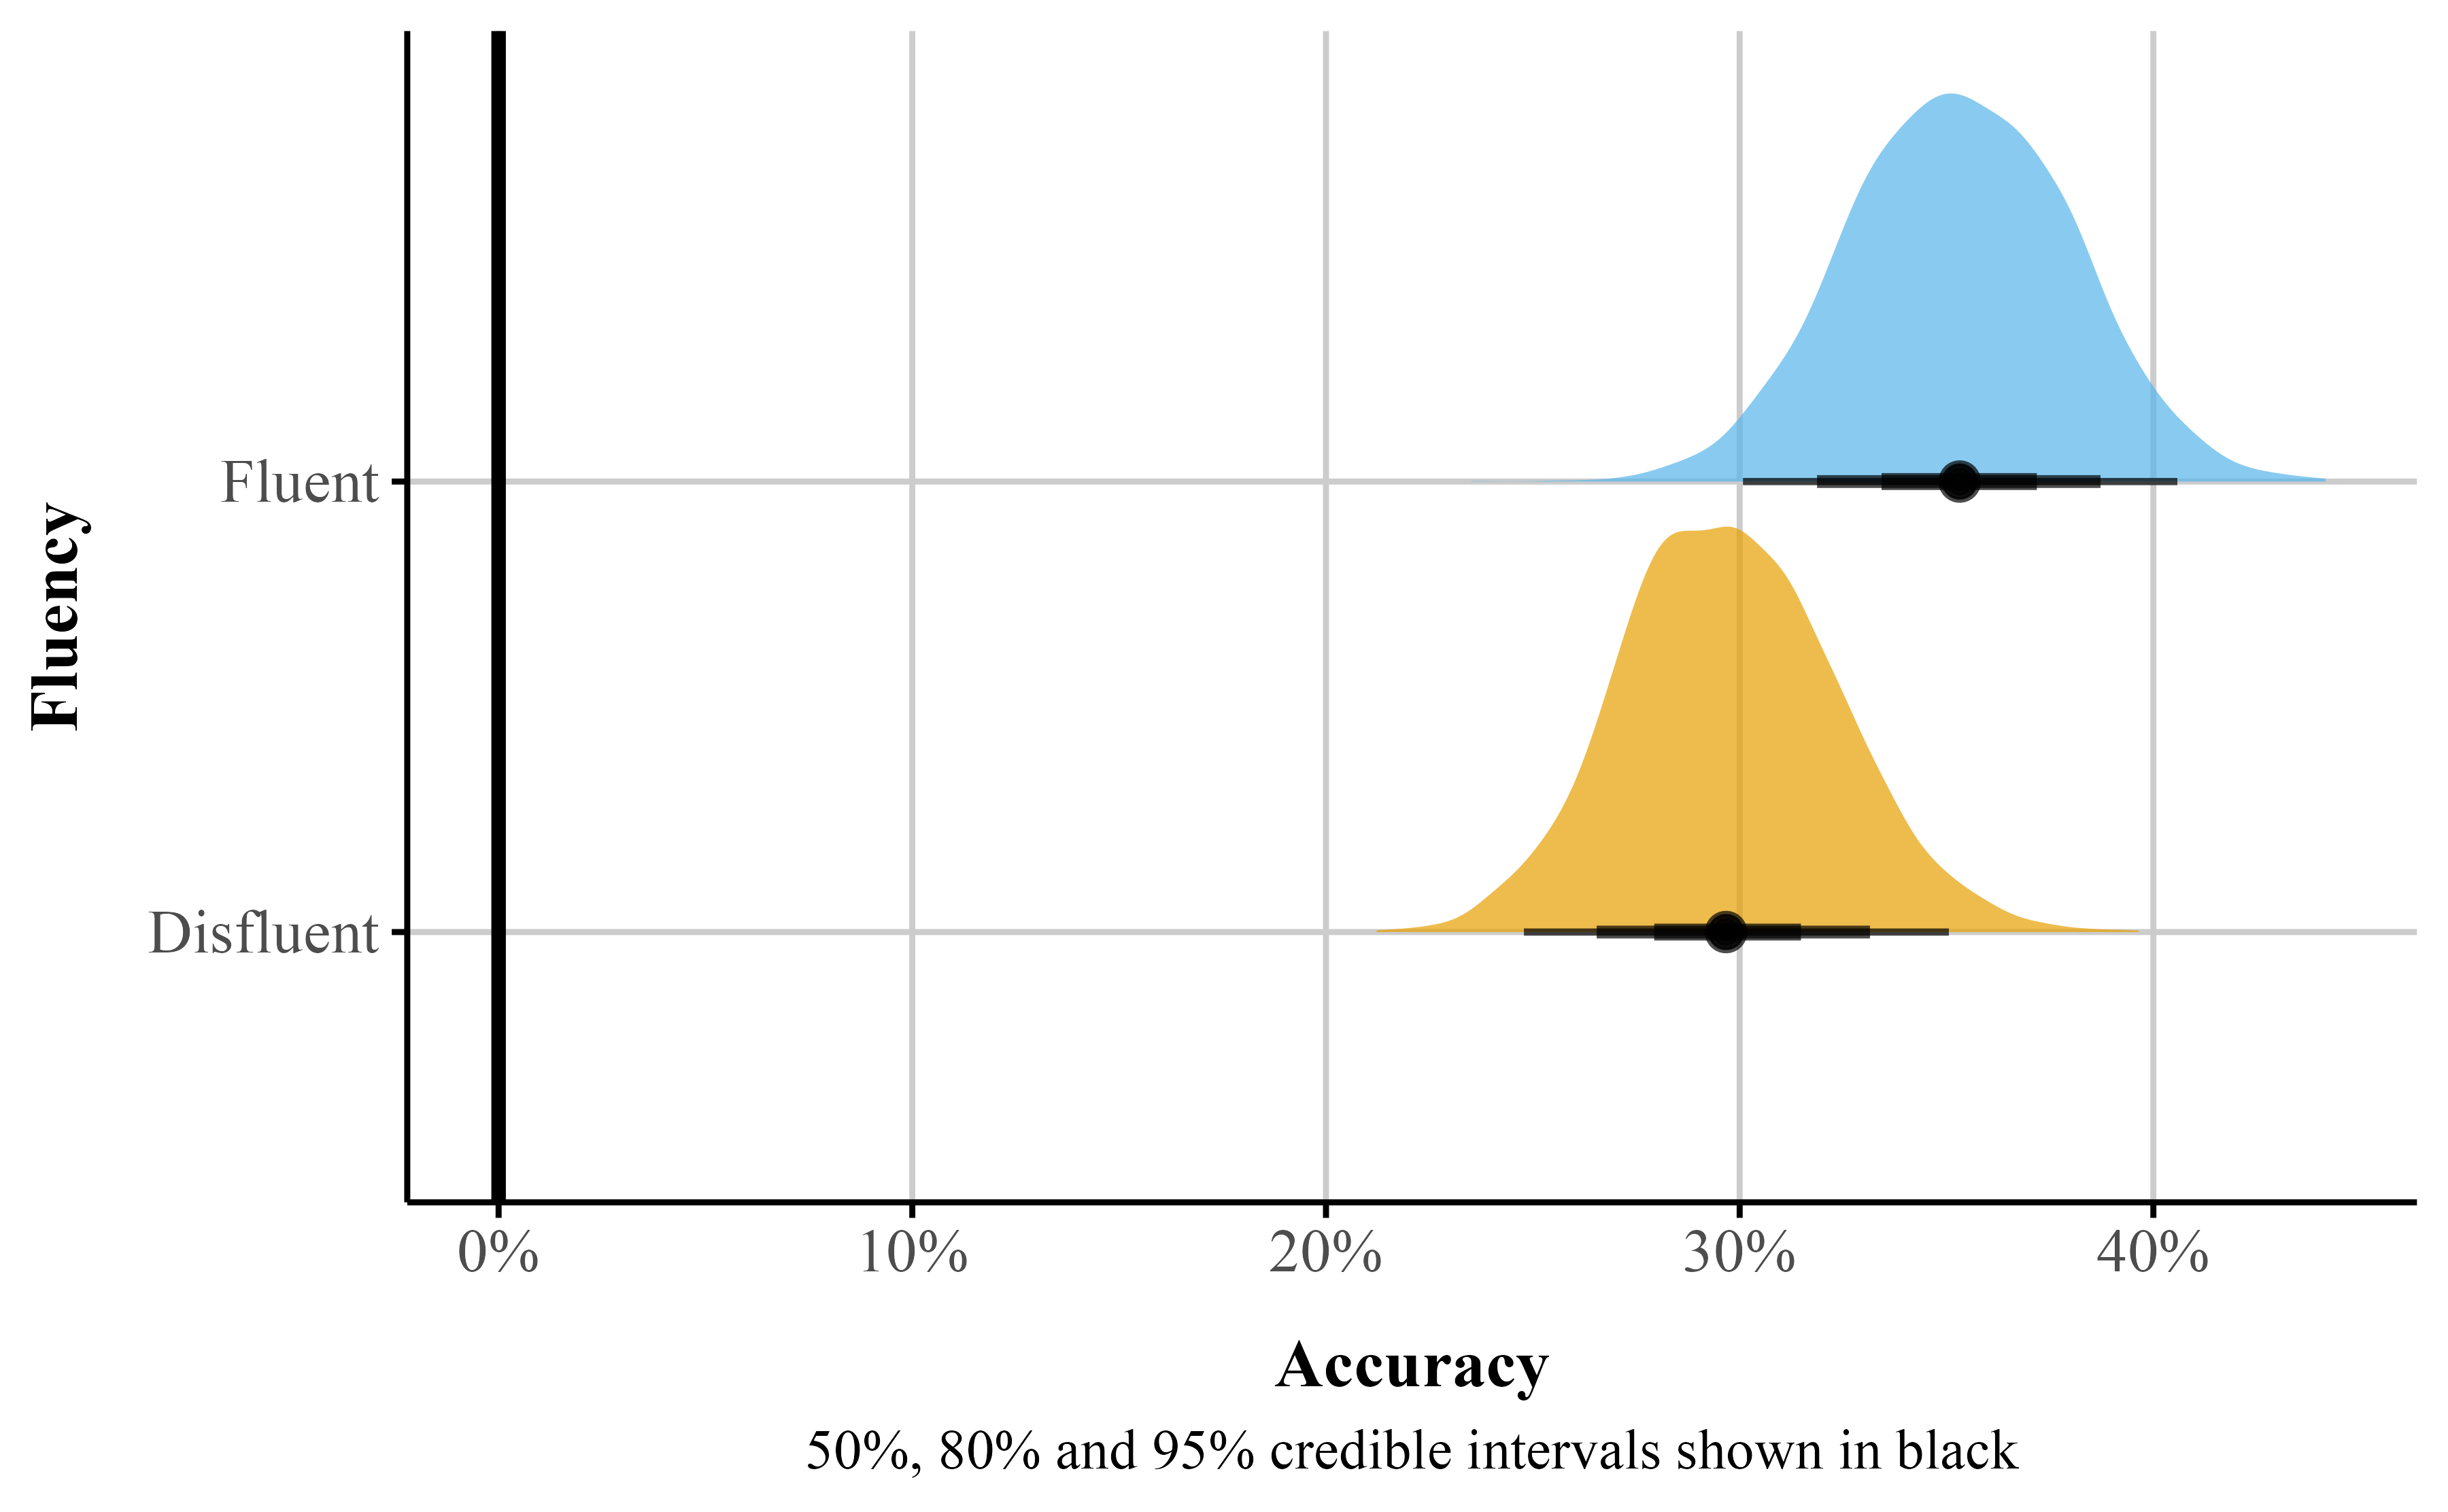 Fluency
Fluent
Disfluent
0% 10% 20% 30% 40%
Accuracy
50%, 80% and 95% credible intervals shown in black